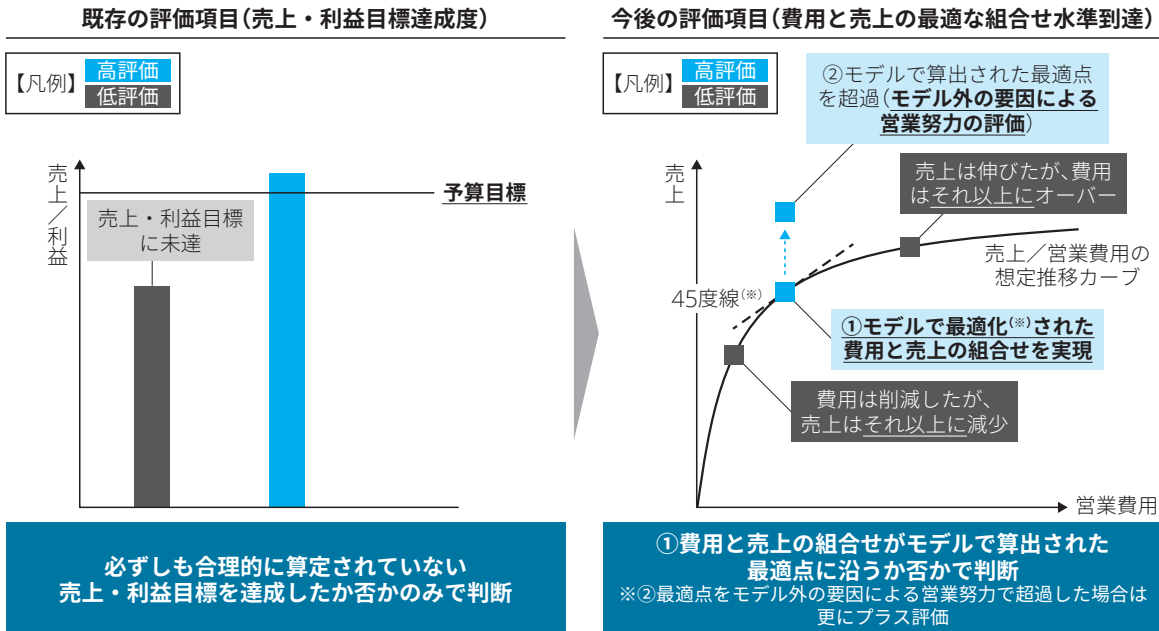 既存の評価項目（売上・利益目標達成度）
【凡例】
高評価
低評価
売上／利益
予算目標
売上・利益目標
に未達
必ずしも合理的に算定されていない
売上・利益目標を達成したか否かのみで判断
今後の評価項目（費用と売上の最適な組合せ水準到達）
【凡例】
高評価
低評価
②モデルで算出された最適点
を超過（モデル外の要因による
営業努力の評価）
売上
売上は伸びたが、費用
はそれ以上にオーバー
売上／営業費用の
想定推移カーブ
45度線(※)
①モデルで最適化(※)された
費用と売上の組合せを実現
費用は削減したが、
売上はそれ以上に減少
営業費用
①費用と売上の組合せがモデルで算出された
最適点に沿うか否かで判断
※②最適点をモデル外の要因による営業努力で超過した場合は
更にプラス評価